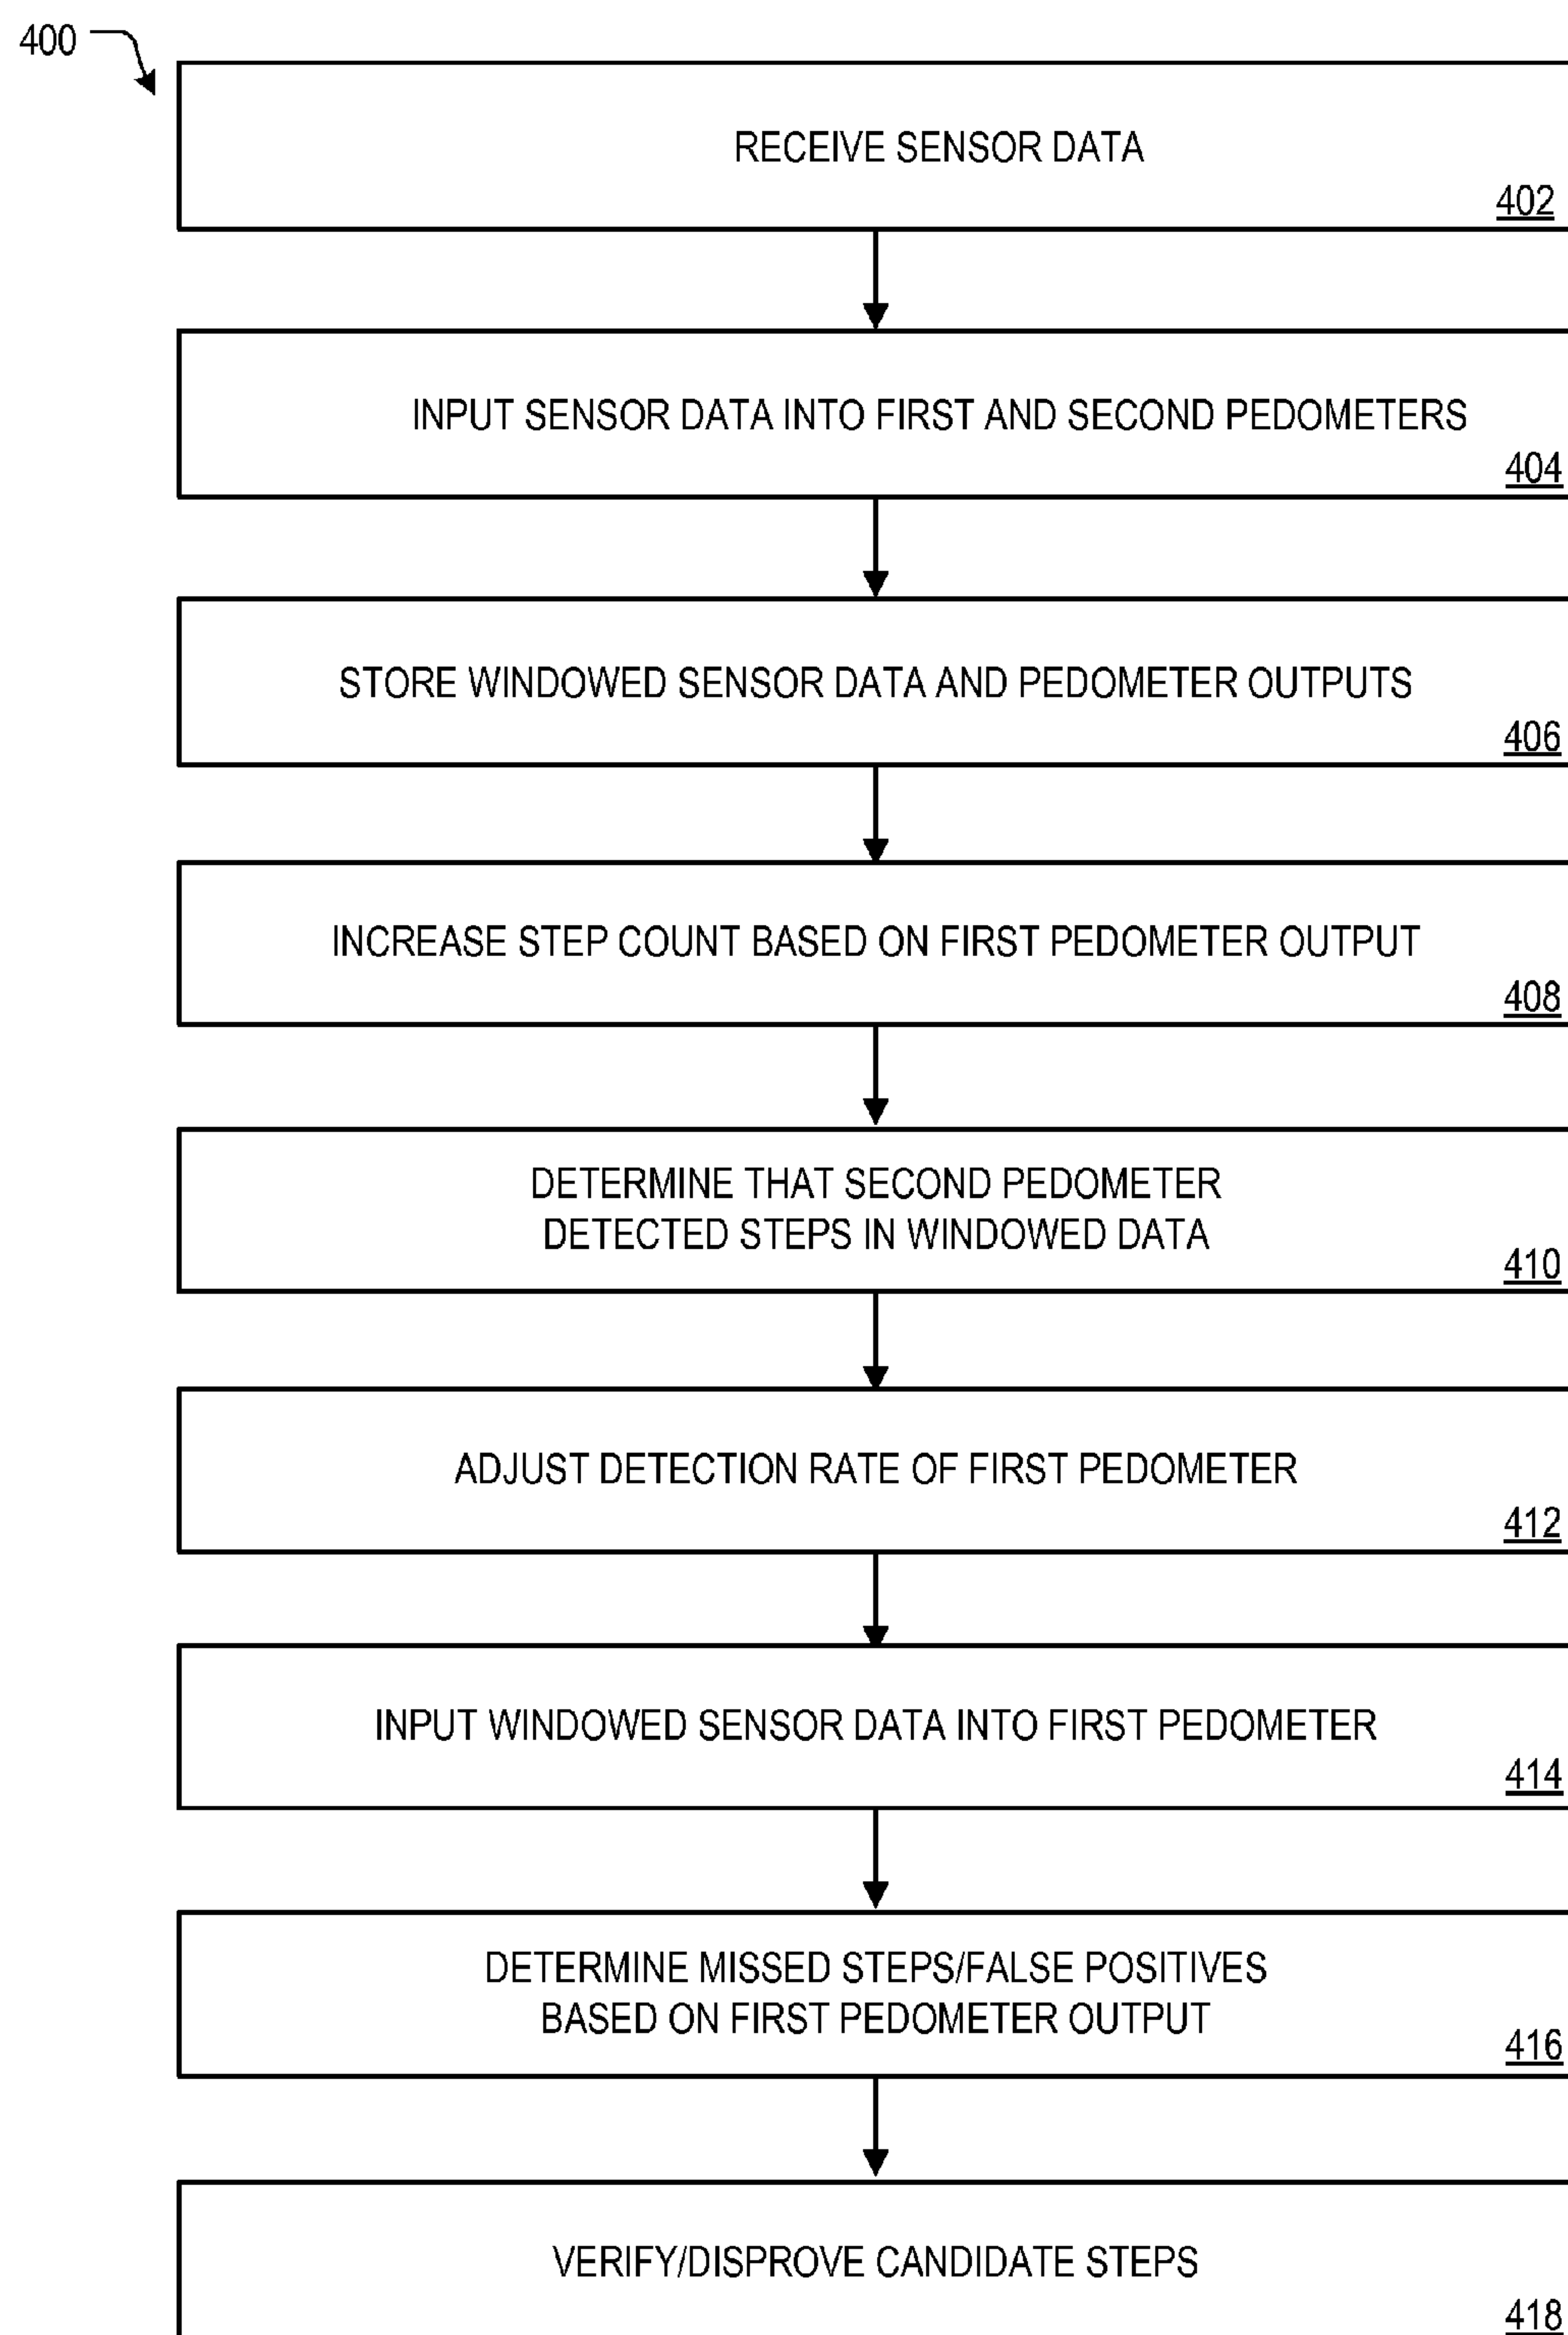 400
RECEIVE SENSOR DATA
402
INPUT SENSOR DATA INTO FIRST AND SECOND PEDOMETERS
404
STORE WINDOWED SENSOR DATA AND PEDOMETER OUTPUTS
406
INCREASE STEP COUNT BASED ON FIRST PEDOMETER OUTPUT
408
DETERMINE THAT SECOND PEDOMETER
DETECTED STEPS IN WINDOWED DATA
410
ADJUST DETECTION RATE OF FIRST PEDOMETER
412
INPUT WINDOWED SENSOR DATA INTO FIRST PEDOMETER
414
DETERMINE MISSED STEPS/FALSE POSITIVES
BASED ON FIRST PEDOMETER OUTPUT
416
VERIFY/DISPROVE CANDIDATE STEPS
418